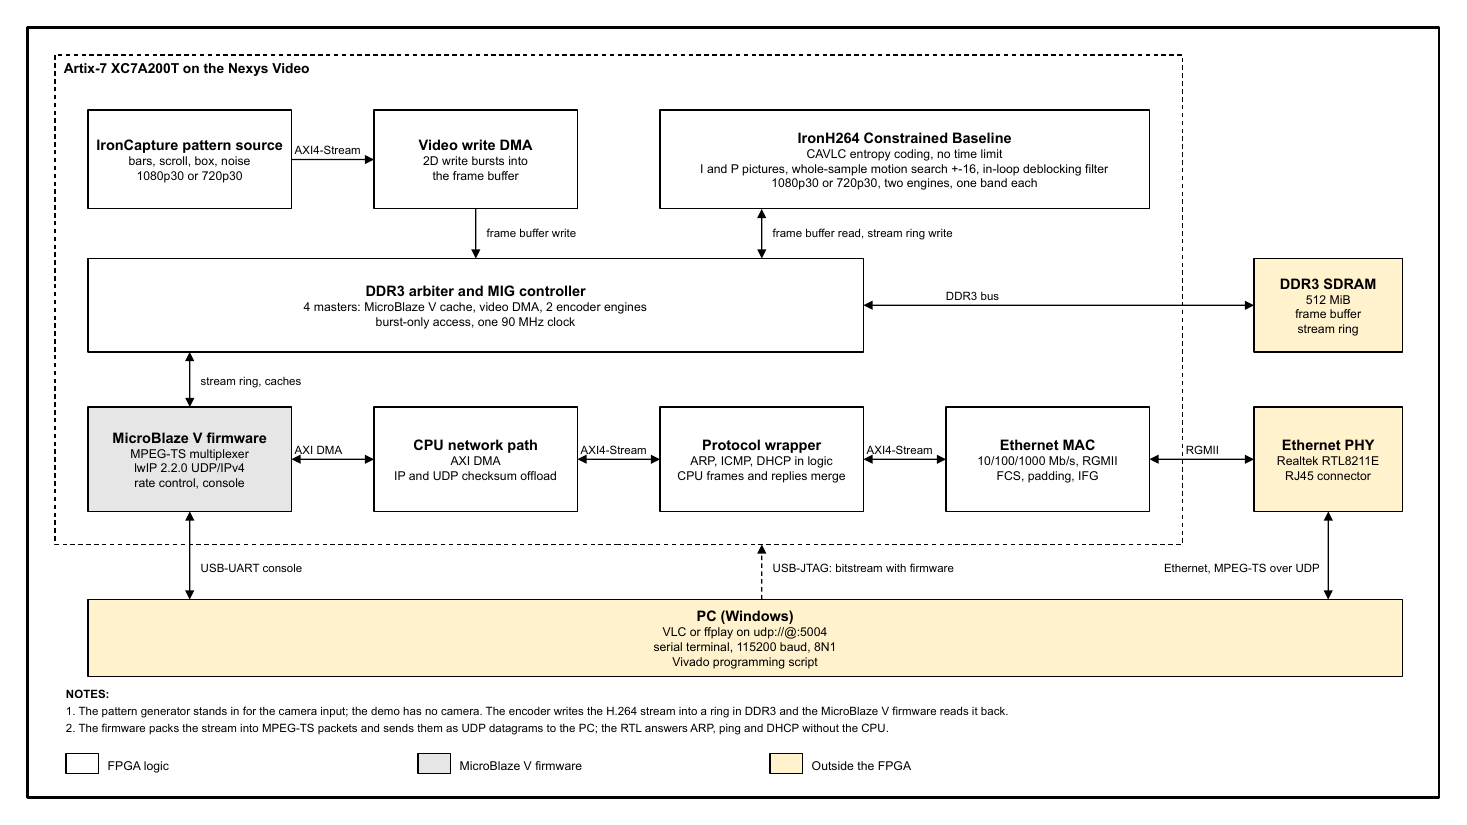 Artix-7 XC7A200T on the Nexys Video
IronCapture pattern source
bars, scroll, box, noise
1080p30 or 720p30
AXI4-Stream
Video write DMA
2D write bursts into
the frame buffer
IronH264 Constrained Baseline
CAVLC entropy coding, no time limit
I and P pictures, whole-sample motion search +-16, in-loop deblocking filter
1080p30 or 720p30, two engines, one band each
frame buffer write
frame buffer read, stream ring write
DDR3 arbiter and MIG controller
4 masters: MicroBlaze V cache, video DMA, 2 encoder engines
burst-only access, one 90 MHz clock
DDR3 bus
DDR3 SDRAM
512 MiB
frame buffer
stream ring
stream ring, caches
MicroBlaze V firmware
MPEG-TS multiplexer
lwIP 2.2.0 UDP/IPv4
rate control, console
AXI DMA
CPU network path
AXI DMA
IP and UDP checksum offload
AXI4-Stream
Protocol wrapper
ARP, ICMP, DHCP in logic
CPU frames and replies merge
AXI4-Stream
Ethernet MAC
10/100/1000 Mb/s, RGMII
FCS, padding, IFG
RGMII
Ethernet PHY
Realtek RTL8211E
RJ45 connector
USB-UART console
USB-JTAG: bitstream with firmware
Ethernet, MPEG-TS over UDP
PC (Windows)
VLC or ffplay on udp://@:5004
serial terminal, 115200 baud, 8N1
Vivado programming script
NOTES:
1. The pattern generator stands in for the camera input; the demo has no camera. The encoder writes the H.264 stream into a ring in DDR3 and the MicroBlaze V firmware reads it back.
2. The firmware packs the stream into MPEG-TS packets and sends them as UDP datagrams to the PC; the RTL answers ARP, ping and DHCP without the CPU.
FPGA logic
MicroBlaze V firmware
Outside the FPGA